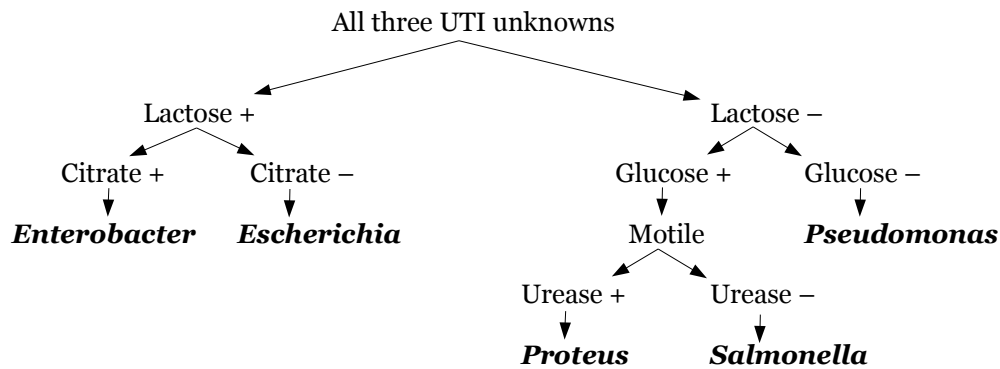 All three UTI unknowns
Lactose +
Lactose –
Citrate +
Citrate –
Glucose +
Glucose –
Enterobacter
Escherichia
Motile
Pseudomonas
Urease +
Urease –
Proteus
Salmonella